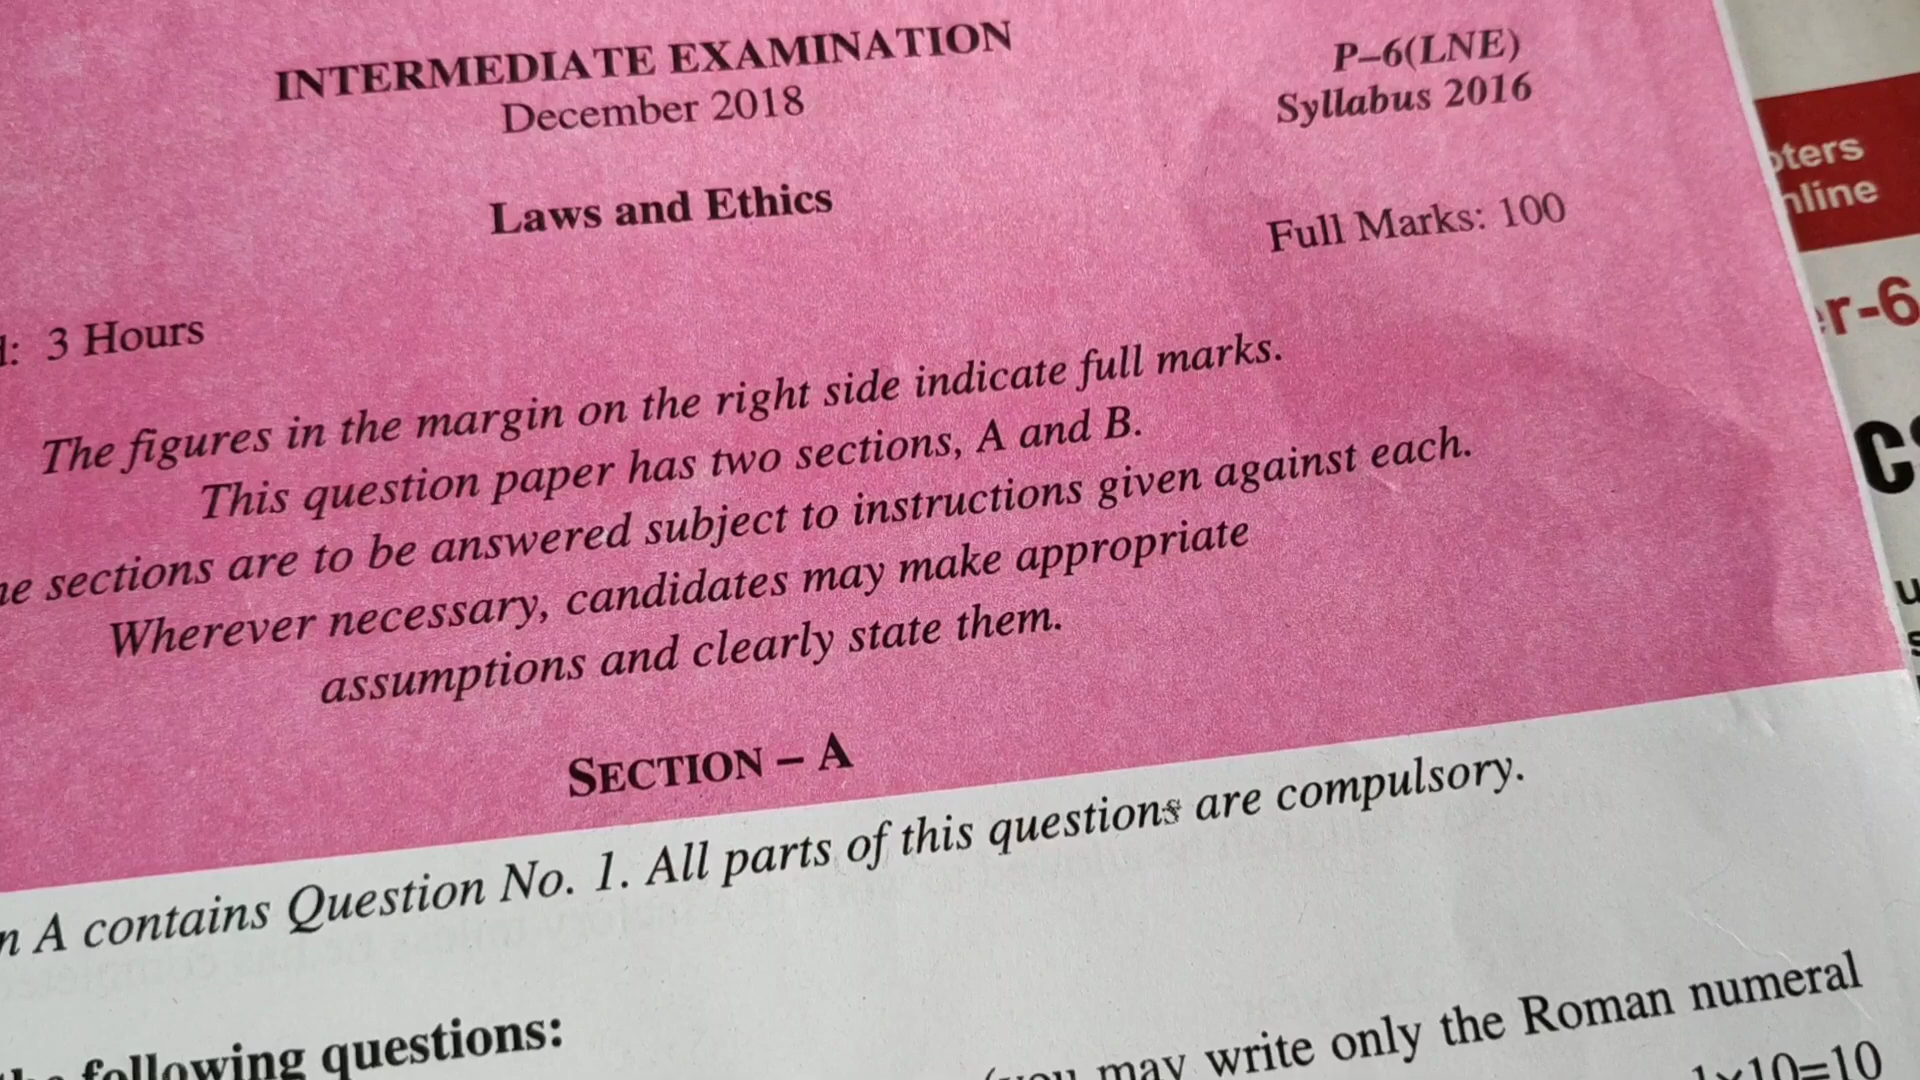 INTERMEDIATE EXAMINATION
December 2018
P–6(LNE)
Syllabus 2016
Laws and Ethics
Full Marks: 100
3 Hours
The figures in the margin on the right side indicate full marks.
This question paper has two sections, A and B.
sections are to be answered subject to instructions given against each.
Wherever necessary, candidates may make appropriate
assumptions and clearly state them.
SECTION – A
A contains Question No. 1. All parts of this questions are compulsory.
following questions:
may write only the Roman numeral
1×10=10